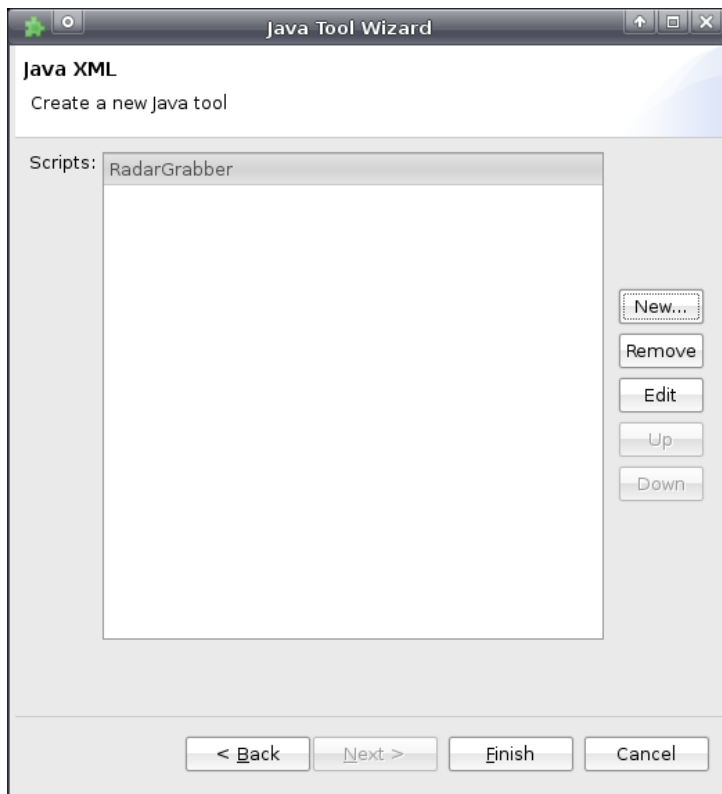 Java Tool Wizard
Java XML
Create a new Java tool
Scripts:
RadarGrabber
New...
Remove
Edit
Up
Down
< Back
Next >
Finish
Cancel